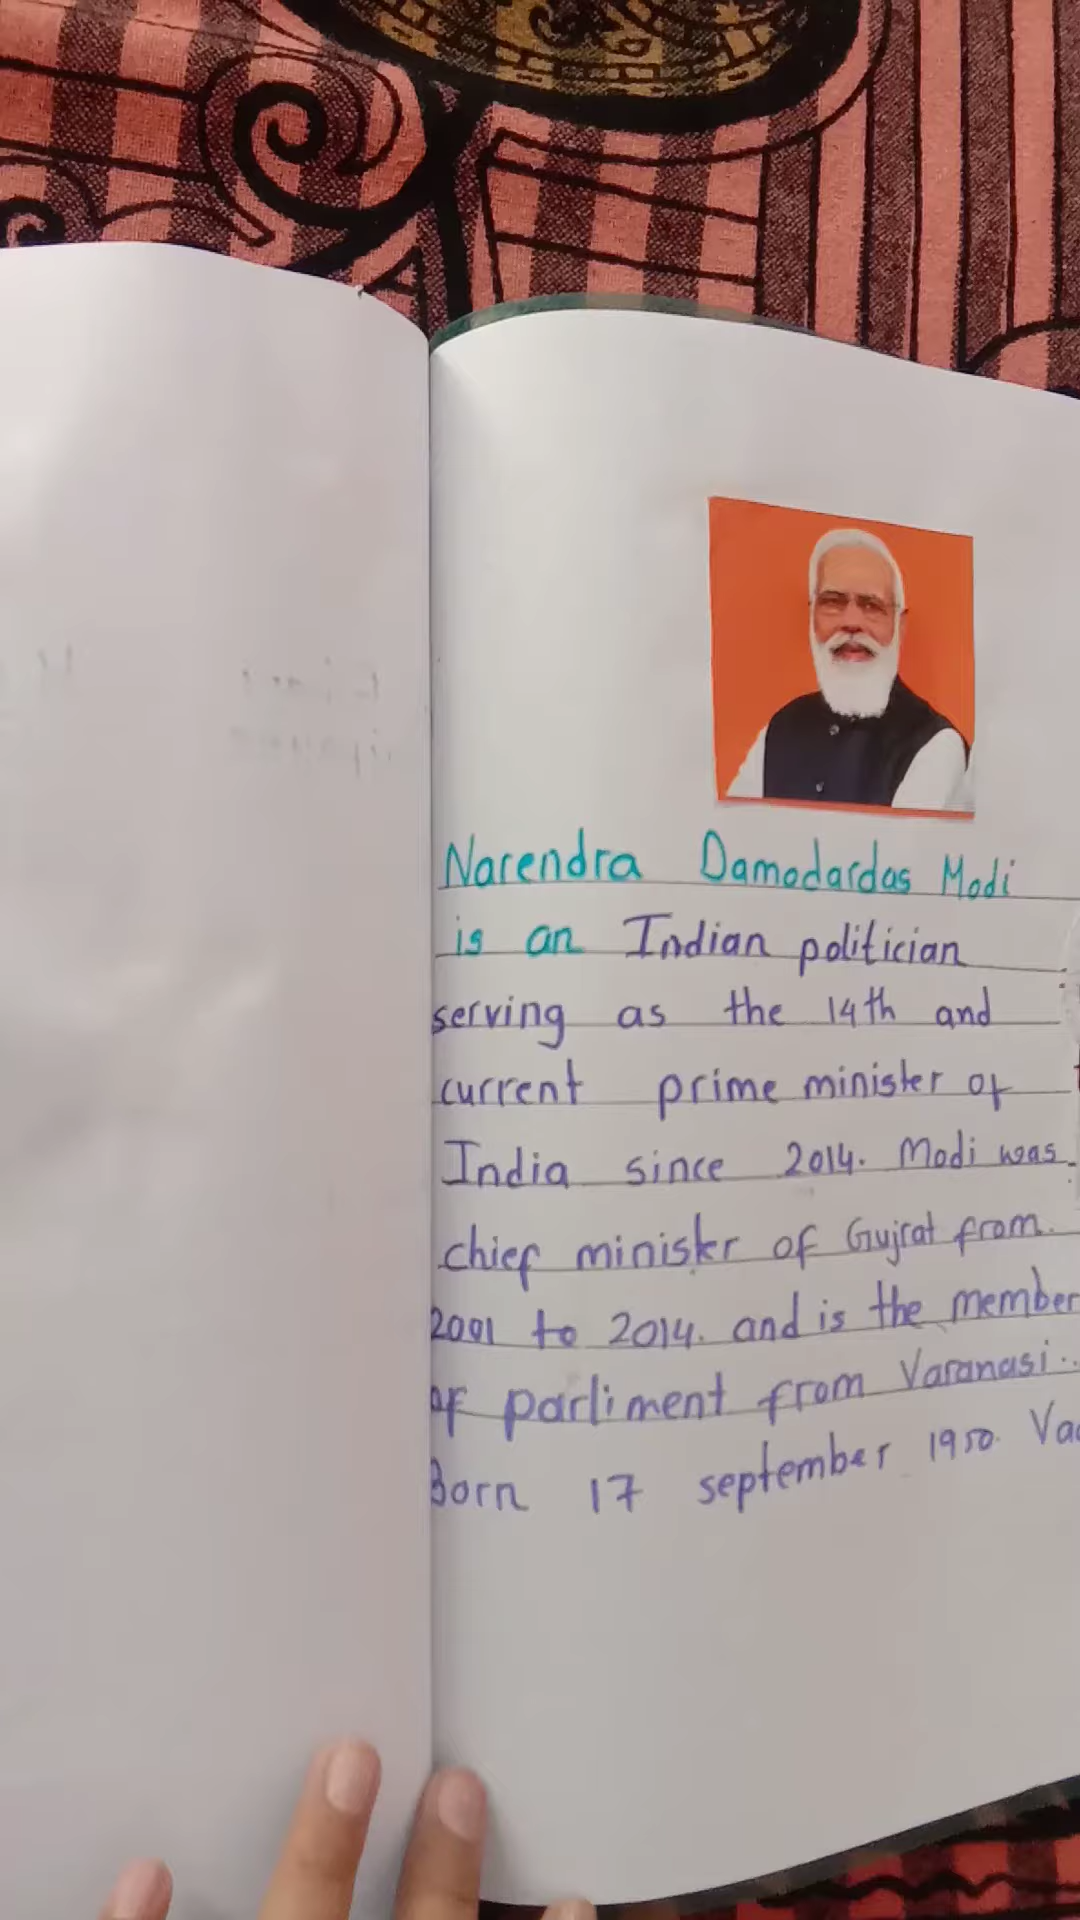 Narendra Damodardas Modi
is an Indian politician
serving as the 14th and
current prime minister of
India since 2014. Modi was
chief minister of Gujrat from
2001 to 2014. and is the member
of parliment from Varanasi..
Born 17 september 1950.